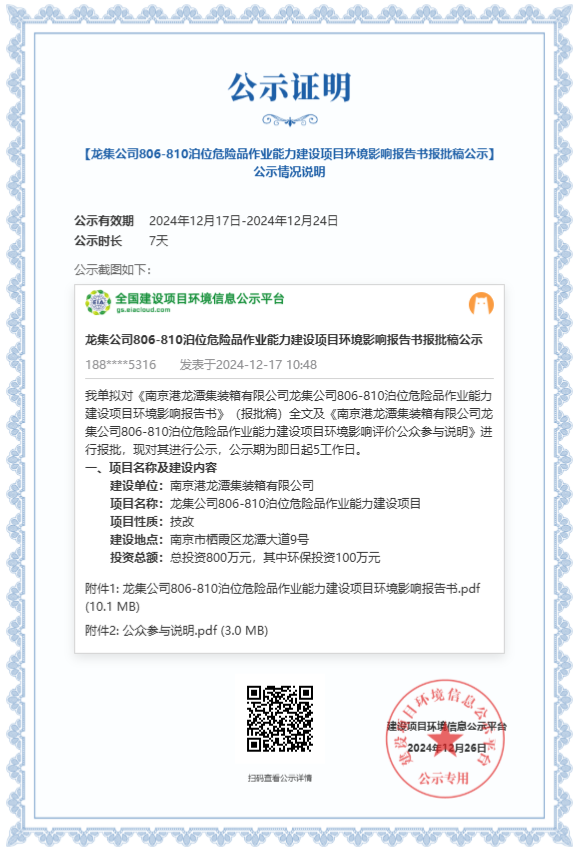 公示证明
【龙集公司806-810泊位危险品作业能力建设项目环境影响报告书报批稿公示】
公示情况说明
公示有效期 2024年12月17日-2024年12月24日
公示时长 7天
公示截图如下：
EIA 全国建设项目环境信息公示平台
gs.eiacloud.com
龙集公司806-810泊位危险品作业能力建设项目环境影响报告书报批稿公示
188****5316 发表于2024-12-17 10:48
我单拟对《南京港龙潭集装箱有限公司龙集公司806-810泊位危险品作业能力
建设项目环境影响报告书》（报批稿）全文及《南京港龙潭集装箱有限公司龙
集公司806-810泊位危险品作业能力建设项目环境影响评价公众参与说明》进
行报批，现对其进行公示，公示期为即日起5工作日。
一、项目名称及建设内容
建设单位：南京港龙潭集装箱有限公司
项目名称：龙集公司806-810泊位危险品作业能力建设项目
项目性质：技改
建设地点：南京市栖霞区龙潭大道9号
投资总额：总投资800万元，其中环保投资100万元
附件1: 龙集公司806-810泊位危险品作业能力建设项目环境影响报告书.pdf
(10.1 MB)
附件2: 公众参与说明.pdf (3.0 MB)
扫码查看公示详情
建设项目环境信息公示平台
建设项目环境信息公示平台
2024年12月26日
公示专用